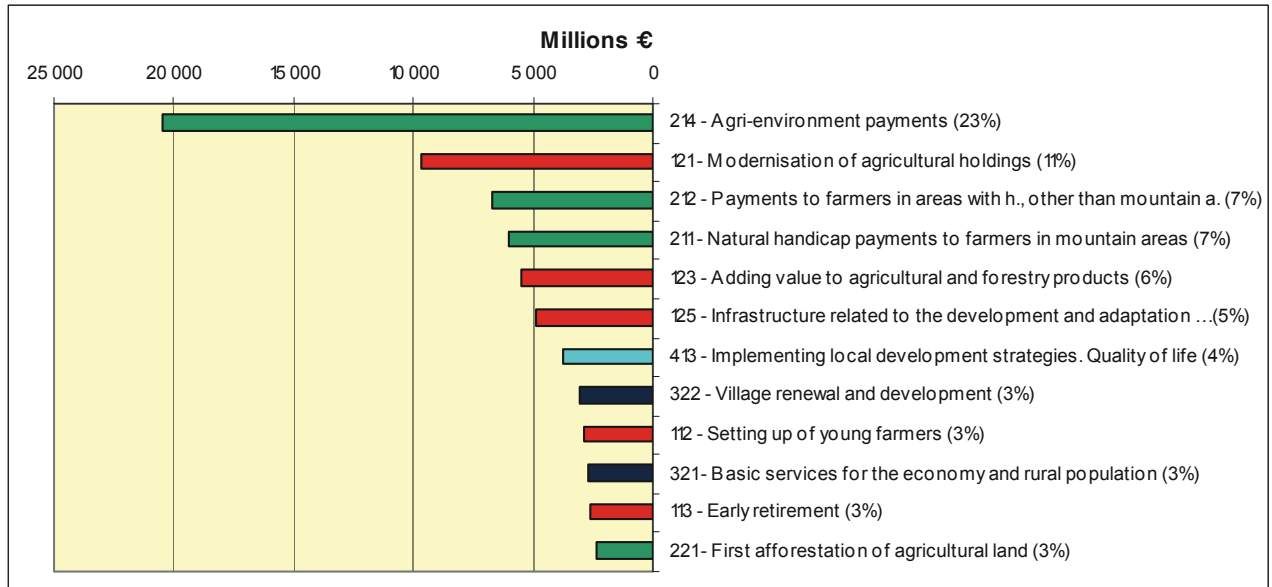 Millions €
25 000 20 000 15 000 10 000 5 000 0
214 - Agri-environment payments (23%)
121 - Modernisation of agricultural holdings (11%)
212 - Payments to farmers in areas with h., other than mountain a. (7%)
211 - Natural handicap payments to farmers in mountain areas (7%)
123 - Adding value to agricultural and forestry products (6%)
125 - Infrastructure related to the development and adaptation ...(5%)
413 - Implementing local development strategies. Quality of life (4%)
322 - Village renewal and development (3%)
112 - Setting up of young farmers (3%)
321 - Basic services for the economy and rural population (3%)
113 - Early retirement (3%)
221 - First afforestation of agricultural land (3%)